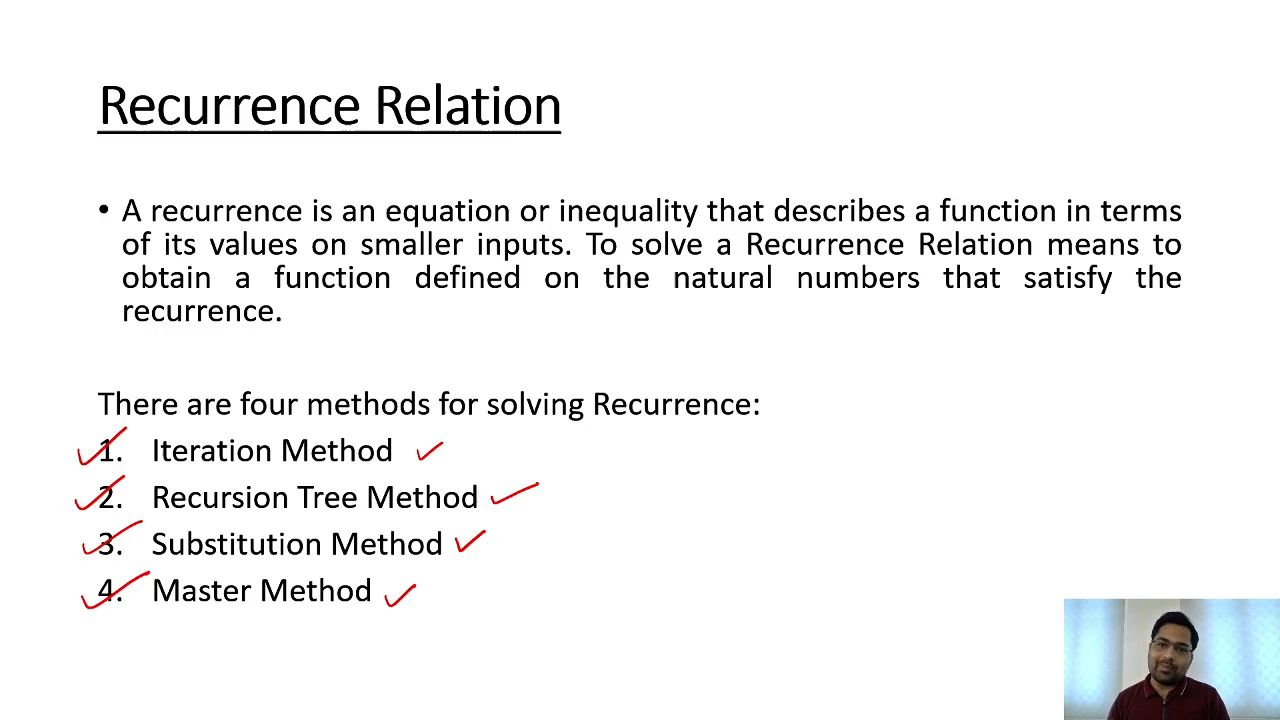 Recurrence Relation
• A recurrence is an equation or inequality that describes a function in terms
of its values on smaller inputs. To solve a Recurrence Relation means to
obtain a function defined on the natural numbers that satisfy the
recurrence.
There are four methods for solving Recurrence:
1. Iteration Method
2. Recursion Tree Method
3. Substitution Method
4. Master Method